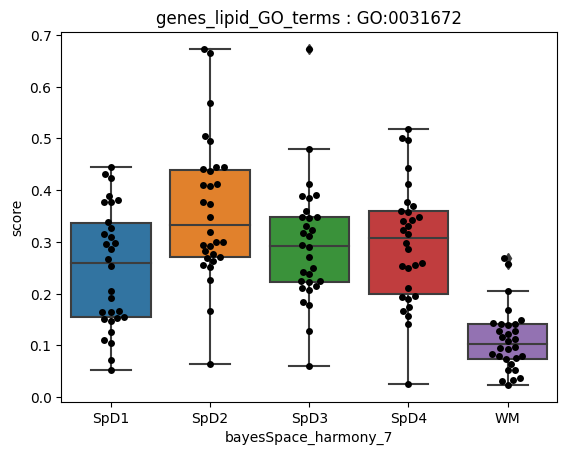 genes_lipid_GO_terms : GO:0031672
score
0.7
0.6
0.5
0.4
0.3
0.2
0.1
0.0
SpD1 SpD2 SpD3 SpD4 WM
bayesSpace_harmony_7